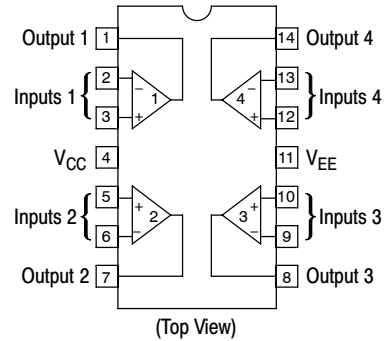 Output 1 1 14 Output 4
2 − − 13
Inputs 1 { 1 4 } Inputs 4
3 + + 12
VCC 4 11 VEE
5 + + 10
Inputs 2 { 2 3 } Inputs 3
6 − − 9
Output 2 7 8 Output 3
(Top View)